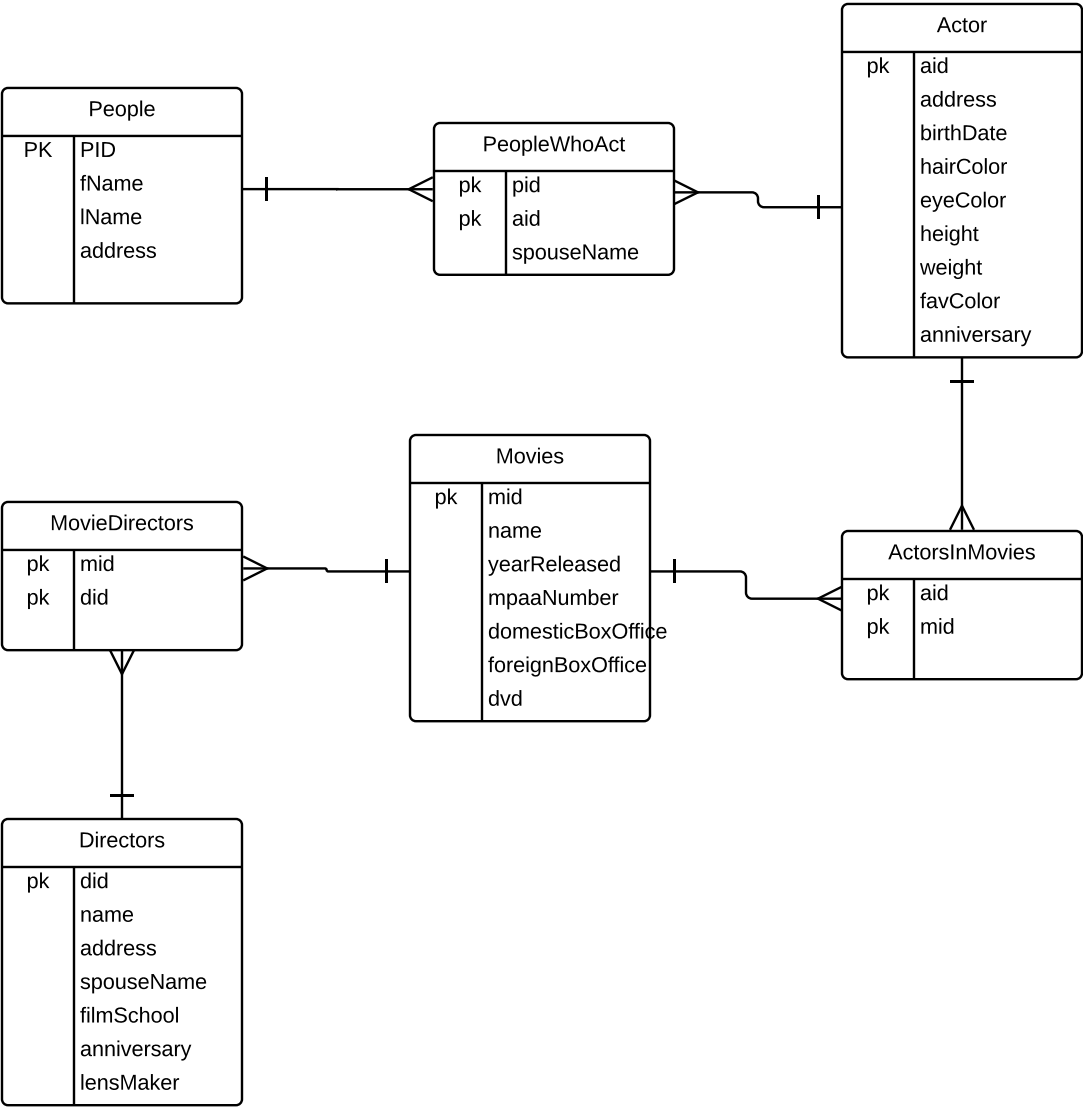 Actor
pk aid
address
birthDate
hairColor
eyeColor
height
weight
favColor
anniversary
People
PK PID
fName
lName
address
PeopleWhoAct
pk pid
pk aid
spouseName
Movies
pk mid
name
yearReleased
mpaaNumber
domesticBoxOffice
foreignBoxOffice
dvd
MovieDirectors
pk mid
pk did
ActorsInMovies
pk aid
pk mid
Directors
pk did
name
address
spouseName
filmSchool
anniversary
lensMaker